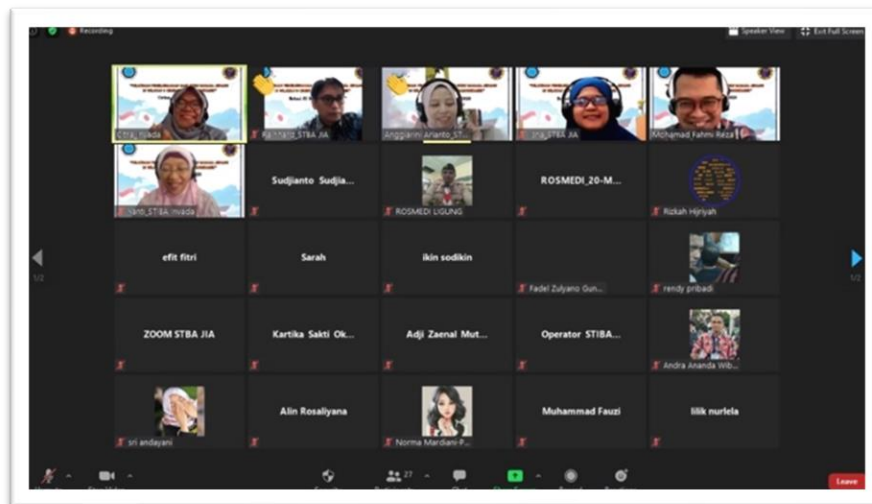 Recording
Speaker View
Exit Full Screen
Anggiarini Arianto_ST...
Mohamad Fahmi Reza
Yanti_STIBA Invada
Sudjianto Sudjia...
ROSMEDI LIGUNG
ROSMEDI_20-M...
Rizkah Hijriyah
1/2
efit fitri
Sarah
ikin sodikin
Fadel Zulyano Gun...
rendy pribadi
1/2
ZOOM STBA JIA
Kartika Sakti Ok...
Adji Zaenal Mut...
Operator STIBA...
Andra Ananda Wib...
sri andayani
Alin Rosaliyana
Norma Mardiani-P...
Muhammad Fauzi
lilik nurlela
27
Leave